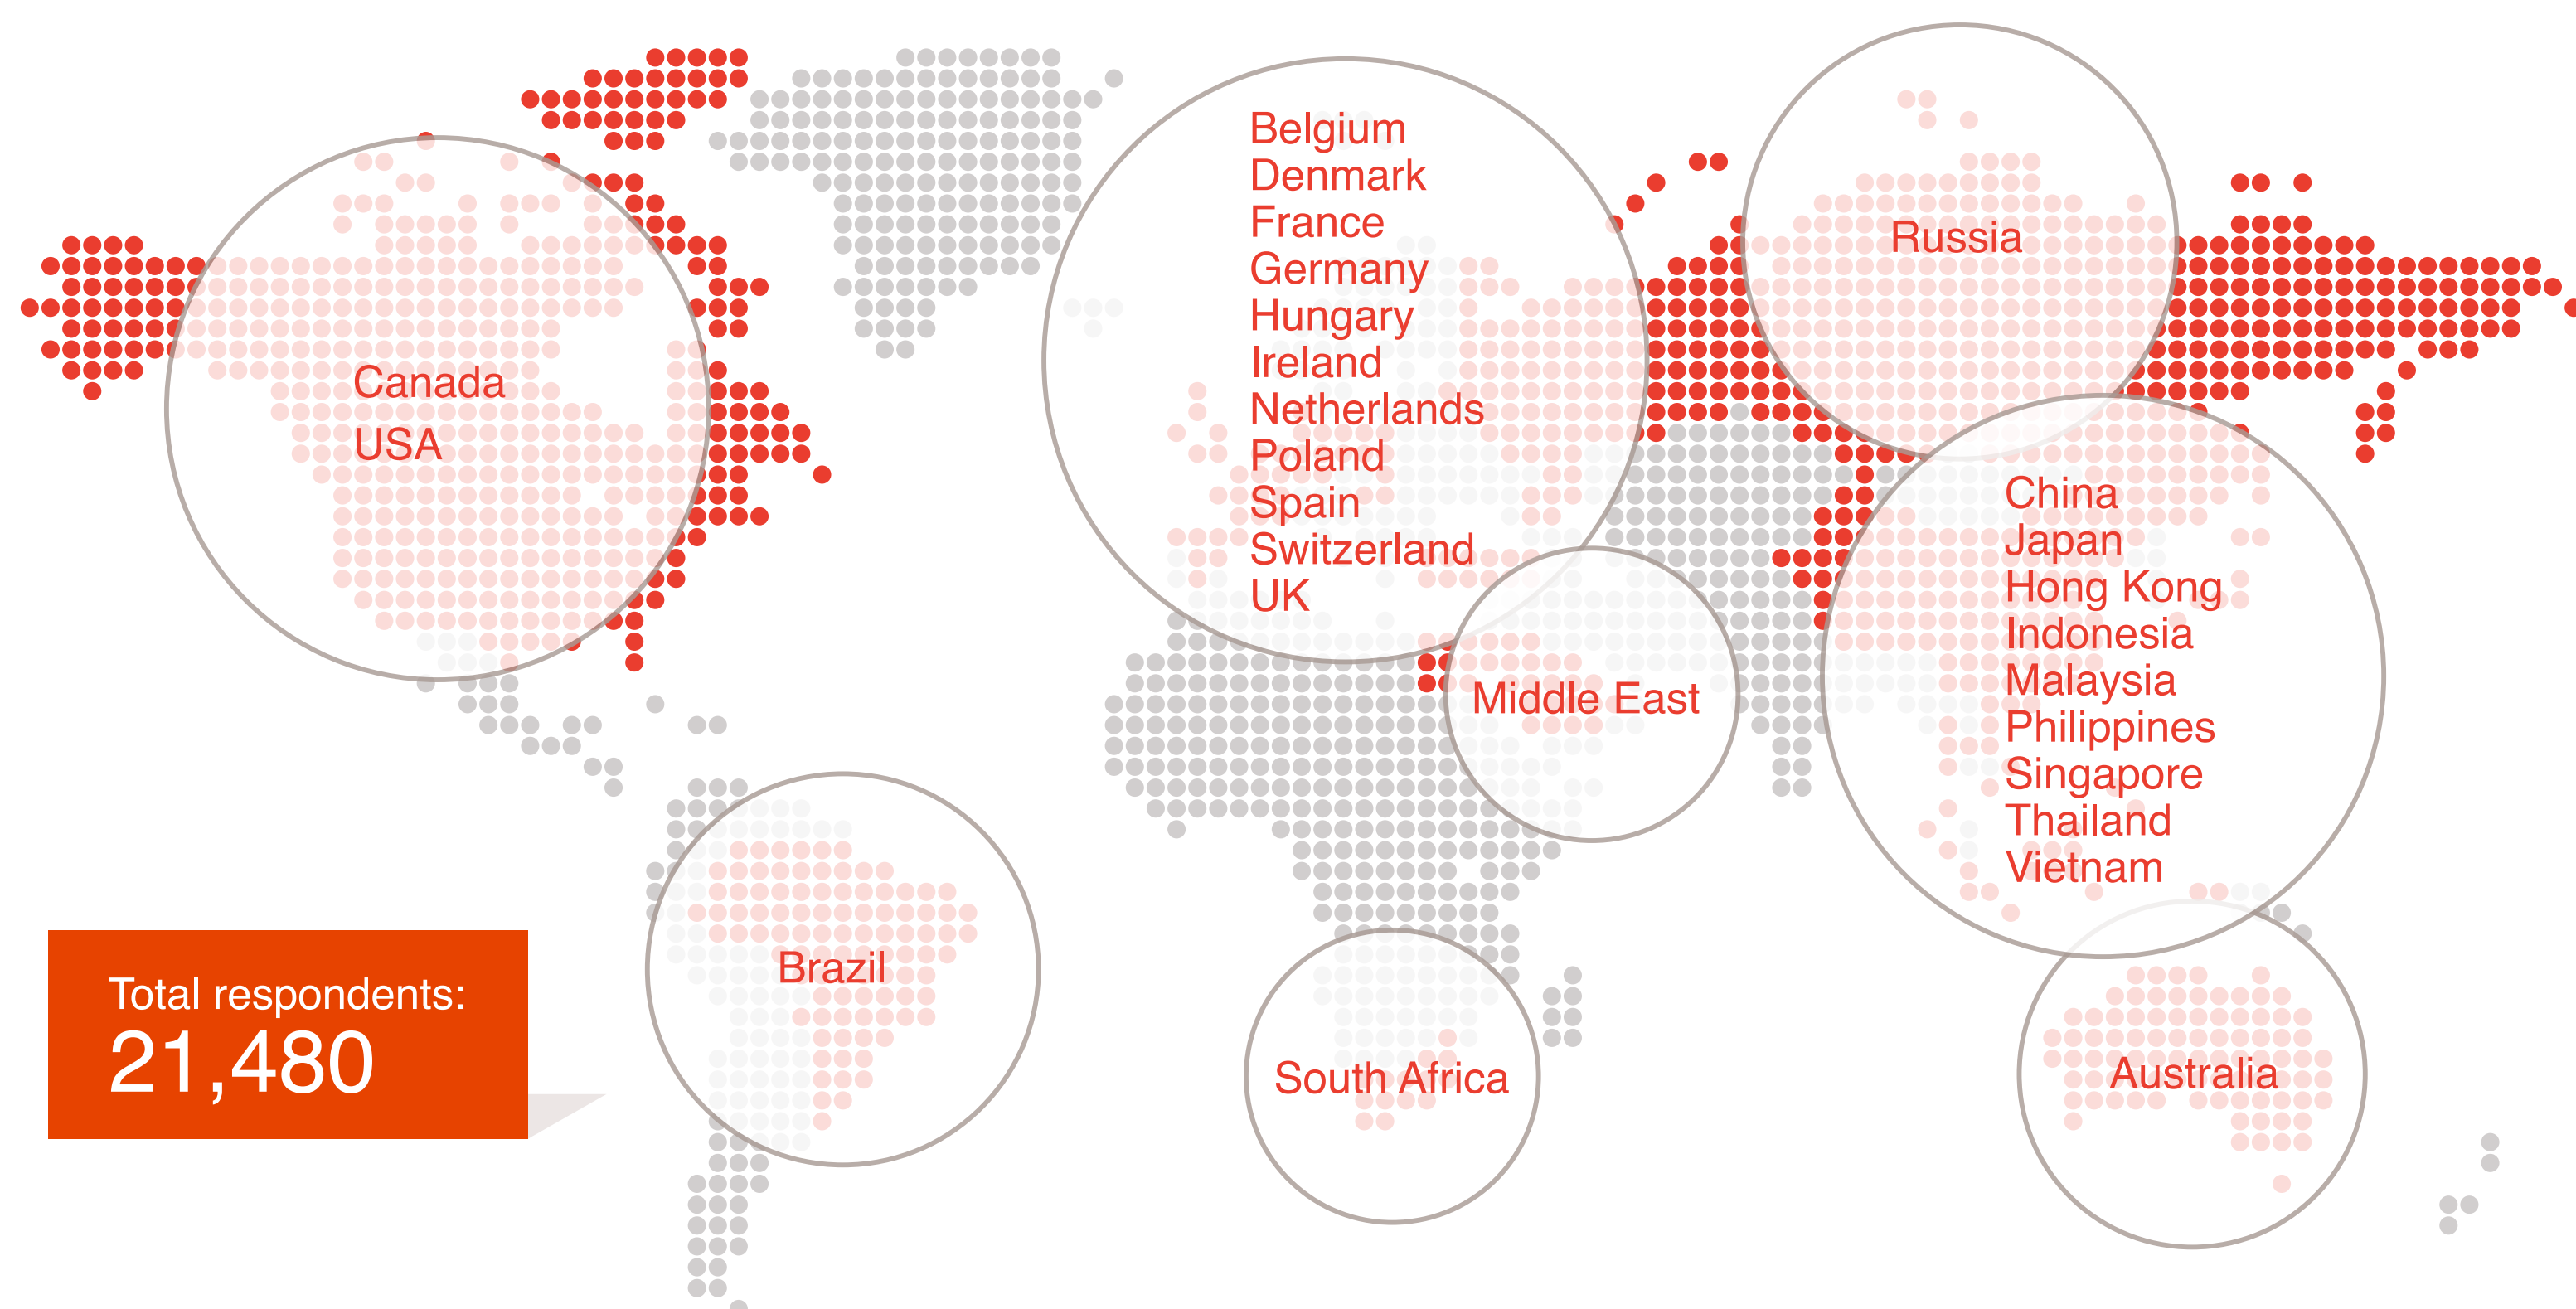 Canada
USA
Belgium
Denmark
France
Germany
Hungary
Ireland
Netherlands
Poland
Spain
Switzerland
UK
Russia
China
Japan
Hong Kong
Indonesia
Malaysia
Philippines
Singapore
Thailand
Vietnam
Middle East
Brazil
South Africa
Australia
Total respondents:
21,480